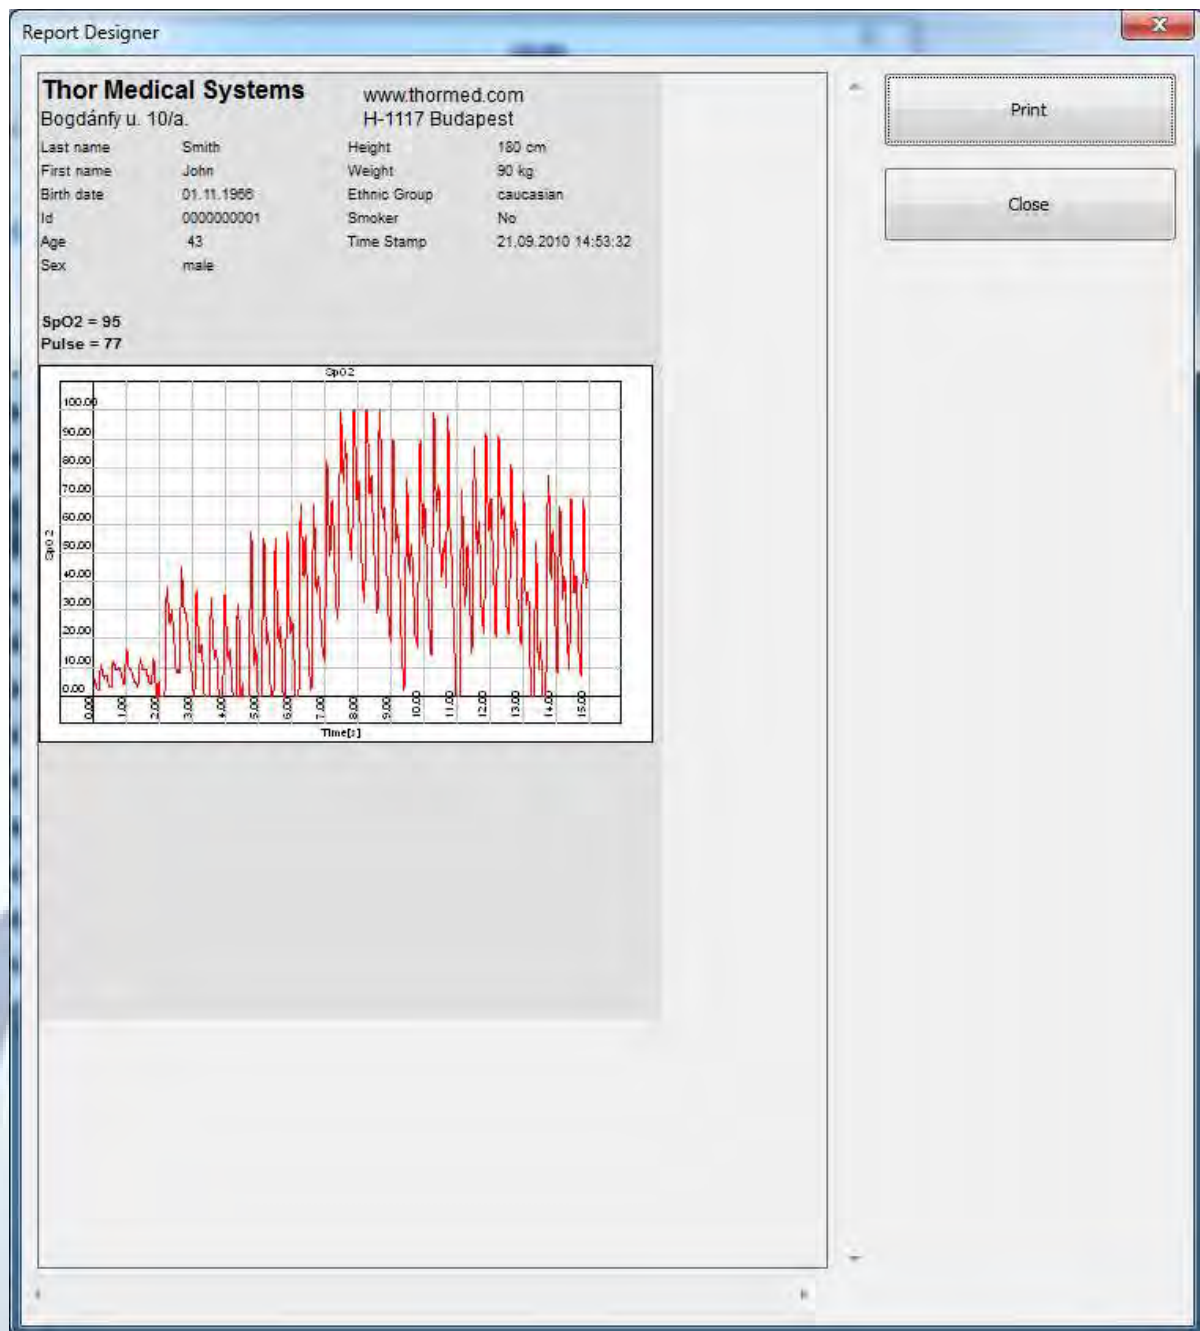 Report Designer
Thor Medical Systems www.thormed.com
Bogdánfy u. 10/a. H-1117 Budapest
Last name Smith Height 180 cm
First name John Weight 90 kg
Birth date 01.11.1966 Ethnic Group caucasian
Id 0000000001 Smoker No
Age 43 Time Stamp 21.09.2010 14:53:32
Sex male
SpO2 = 95
Pulse = 77
SpO2
100.00
90.00
80.00
70.00
60.00
50.00
40.00
30.00
20.00
10.00
0.00
SpO2
0.00 1.00 2.00 3.00 4.00 5.00 6.00 7.00 8.00 9.00 10.00 11.00 12.00 13.00 14.00 15.00
Time[s]
Print
Close